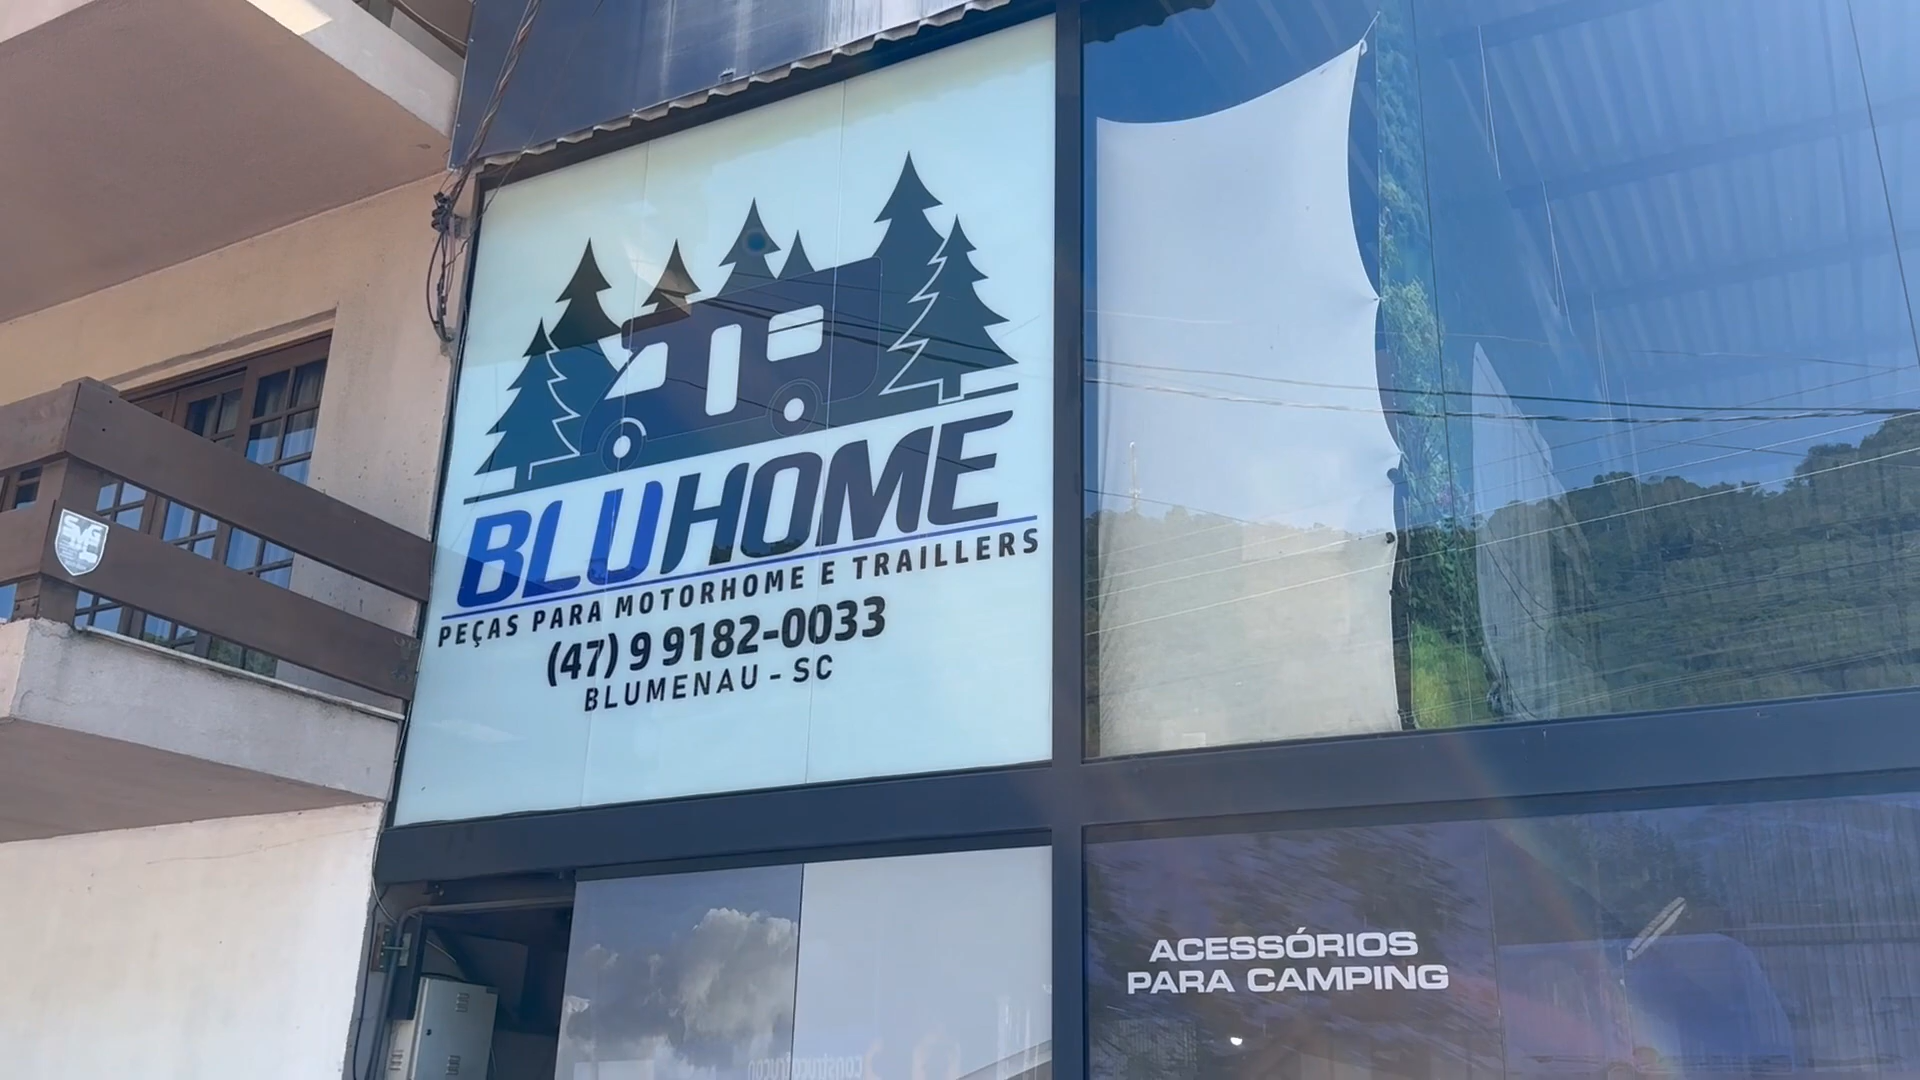 BLUHOME
PEÇAS PARA MOTORHOME E TRAILLERS
(47) 9 9182-0033
BLUMENAU - SC
ACESSÓRIOS
PARA CAMPING